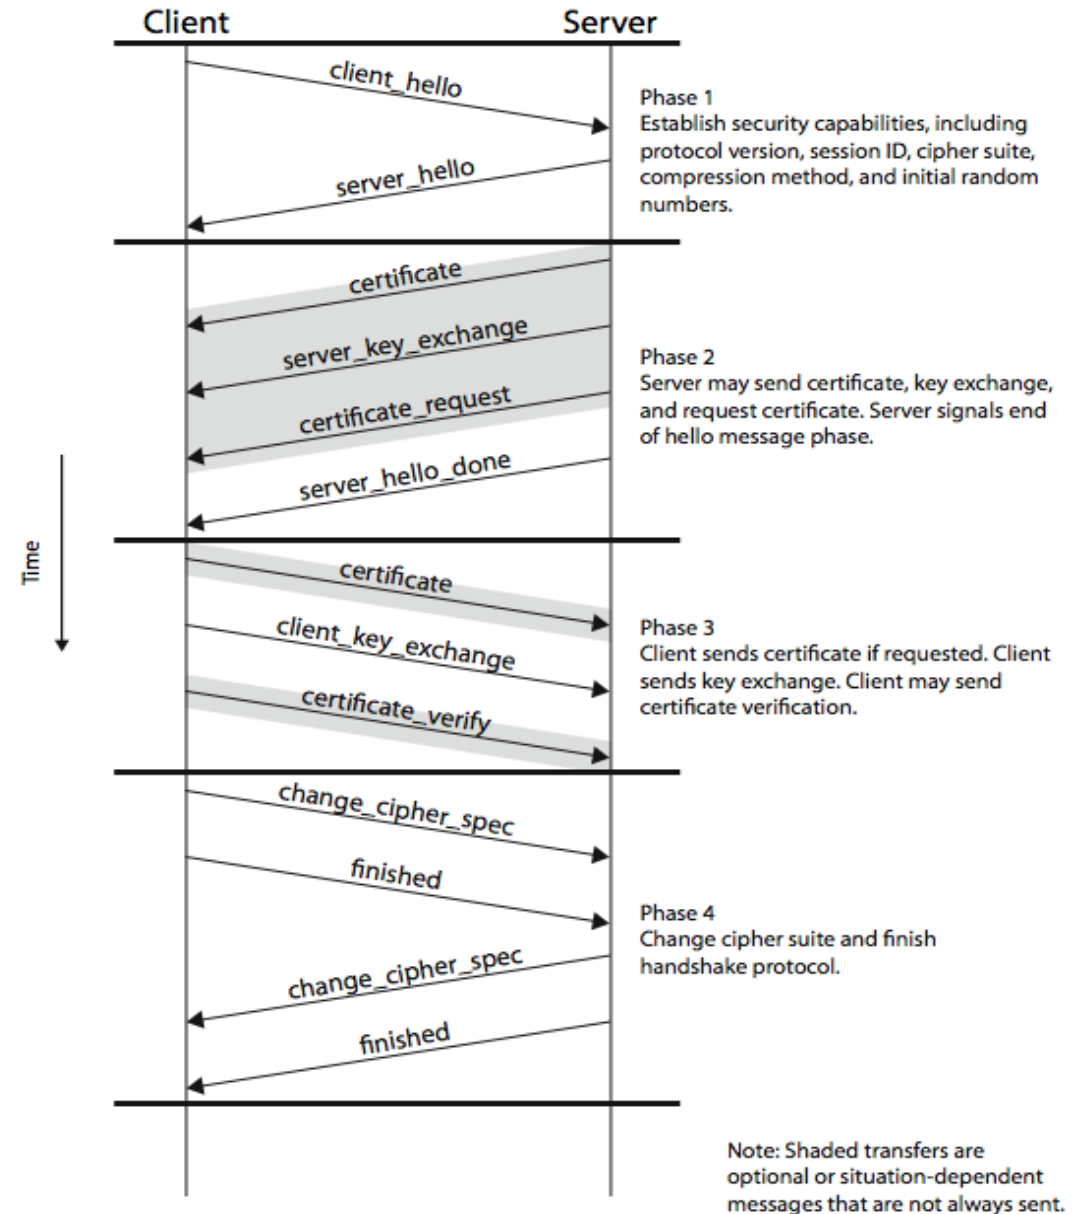 Client
Server
client_hello
Phase 1
Establish security capabilities, including
protocol version, session ID, cipher suite,
compression method, and initial random
numbers.
server_hello
certificate
server_key_exchange
certificate_request
server_hello_done
Phase 2
Server may send certificate, key exchange,
and request certificate. Server signals end
of hello message phase.
Time
certificate
client_key_exchange
certificate_verify
Phase 3
Client sends certificate if requested. Client
sends key exchange. Client may send
certificate verification.
change_cipher_spec
finished
change_cipher_spec
finished
Phase 4
Change cipher suite and finish
handshake protocol.
Note: Shaded transfers are
optional or situation-dependent
messages that are not always sent.